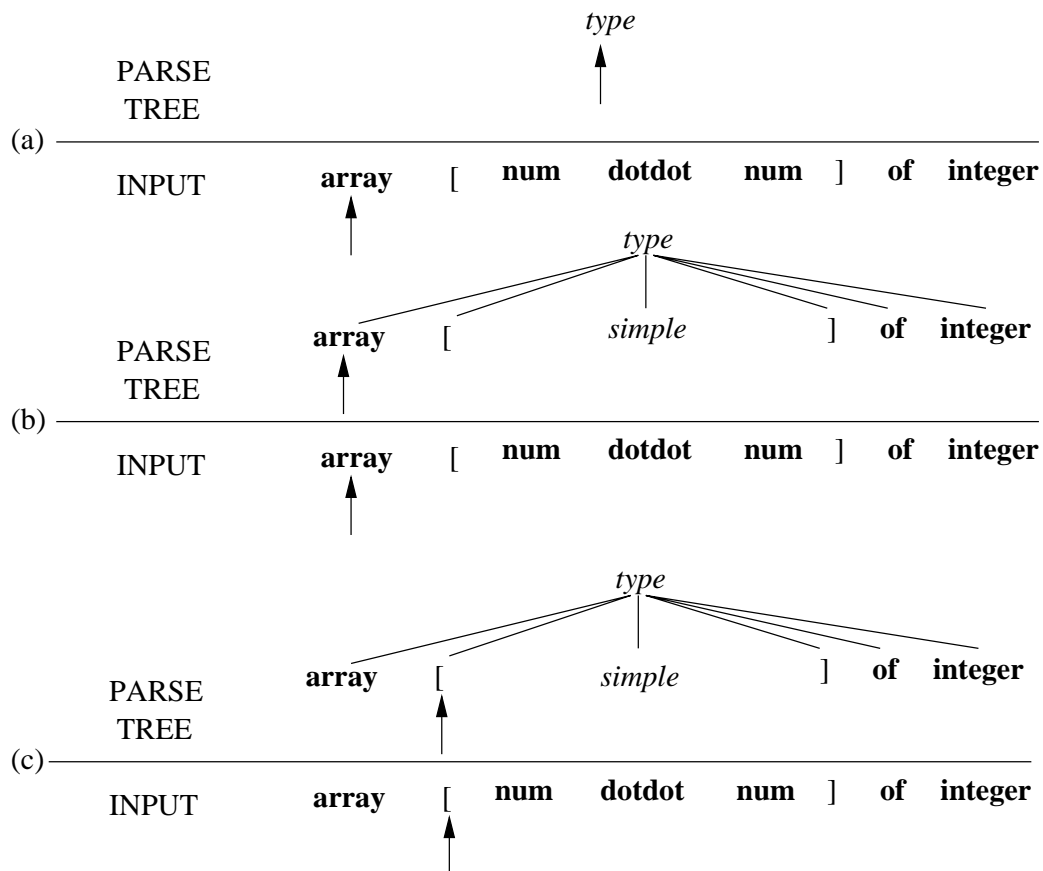 type
PARSE
TREE
(a)
INPUT array [ num dotdot num ] of integer
type
array [ simple ] of integer
PARSE
TREE
(b)
INPUT array [ num dotdot num ] of integer
type
array [ simple ] of integer
PARSE
TREE
(c)
INPUT array [ num dotdot num ] of integer